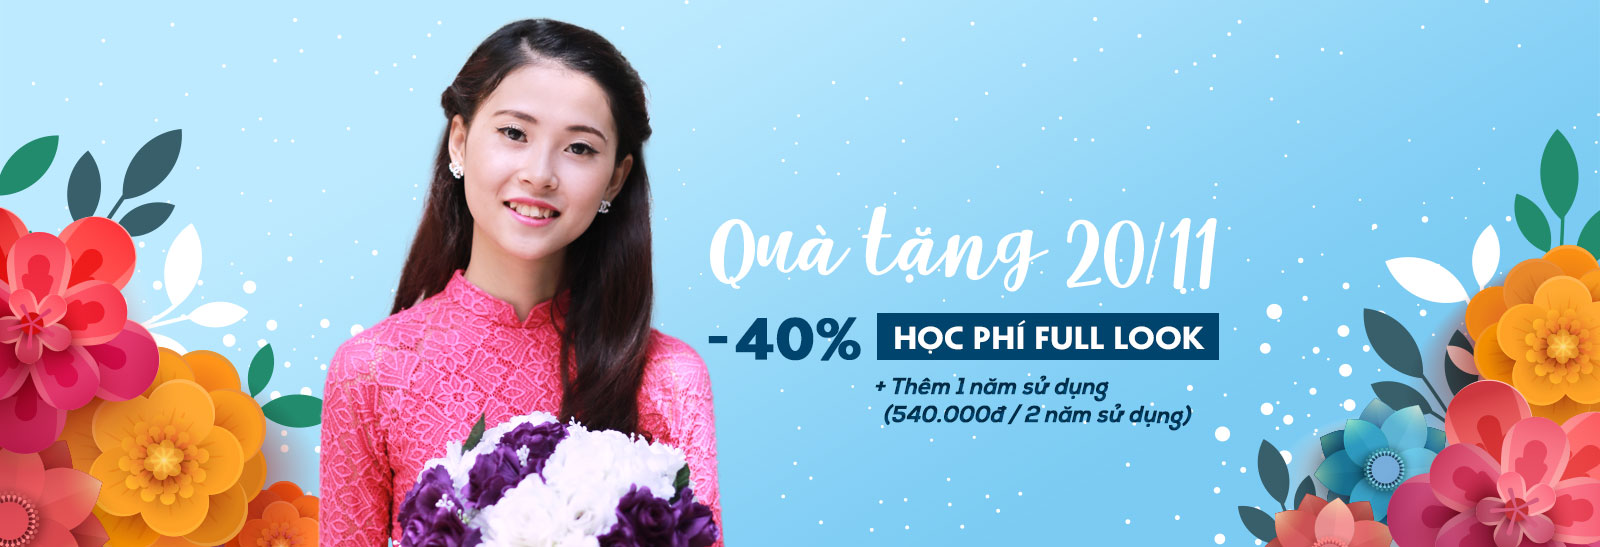 Quà tặng 20/11
-40% HỌC PHÍ FULL LOOK
+ Thêm 1 năm sử dụng
(540.000đ / 2 năm sử dụng)